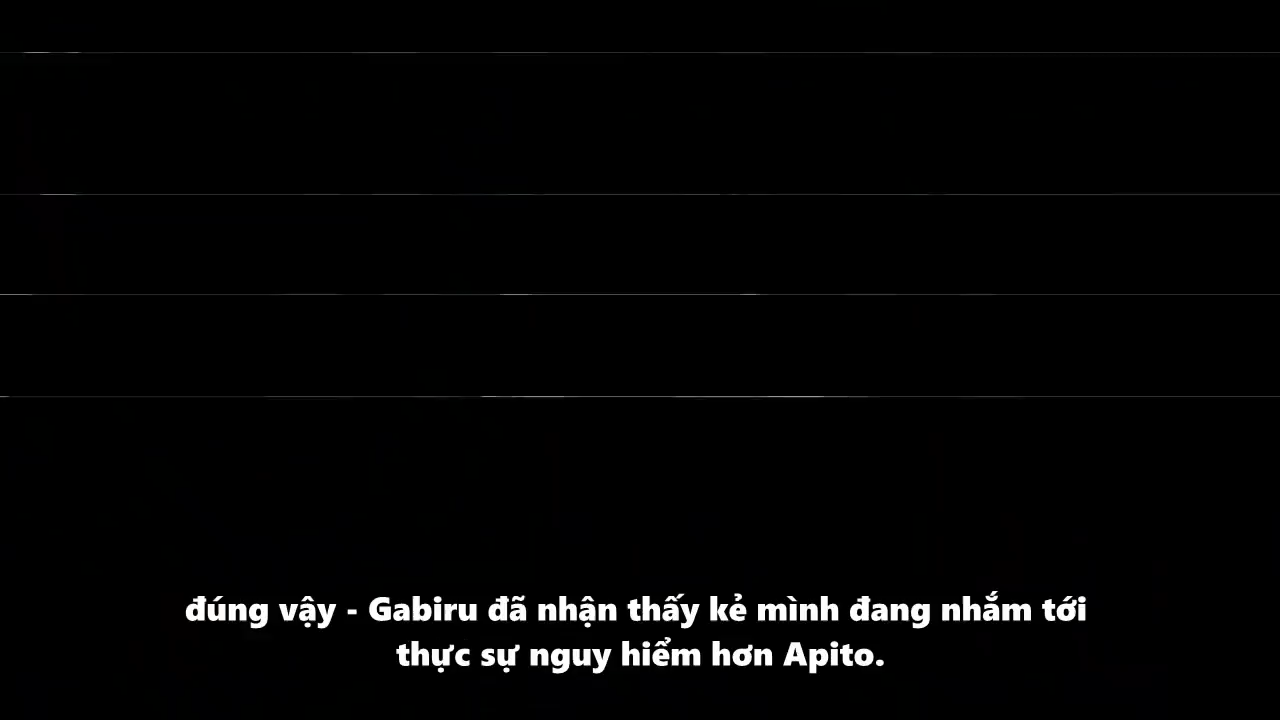 đúng vậy - Gabiru đã nhận thấy kẻ mình đang nhắm tới
thực sự nguy hiểm hơn Apito.